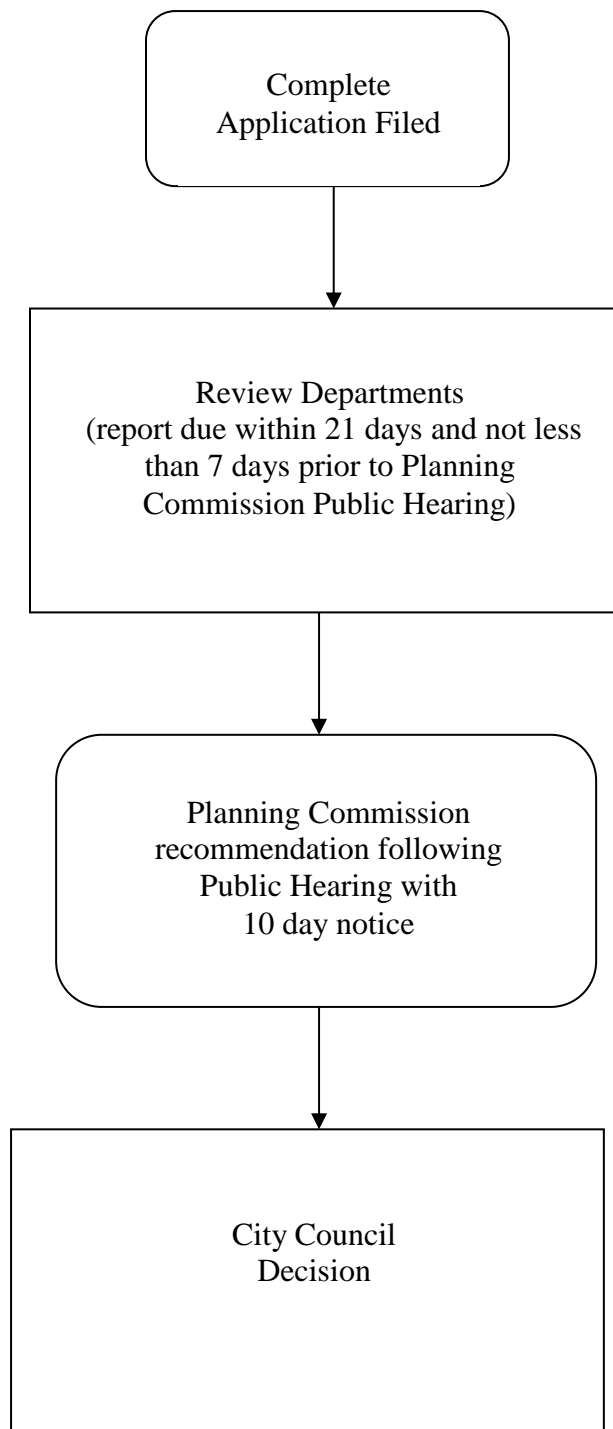 Complete
Application Filed
Review Departments
(report due within 21 days and not less
than 7 days prior to Planning
Commission Public Hearing)
Planning Commission
recommendation following
Public Hearing with
10 day notice
City Council
Decision